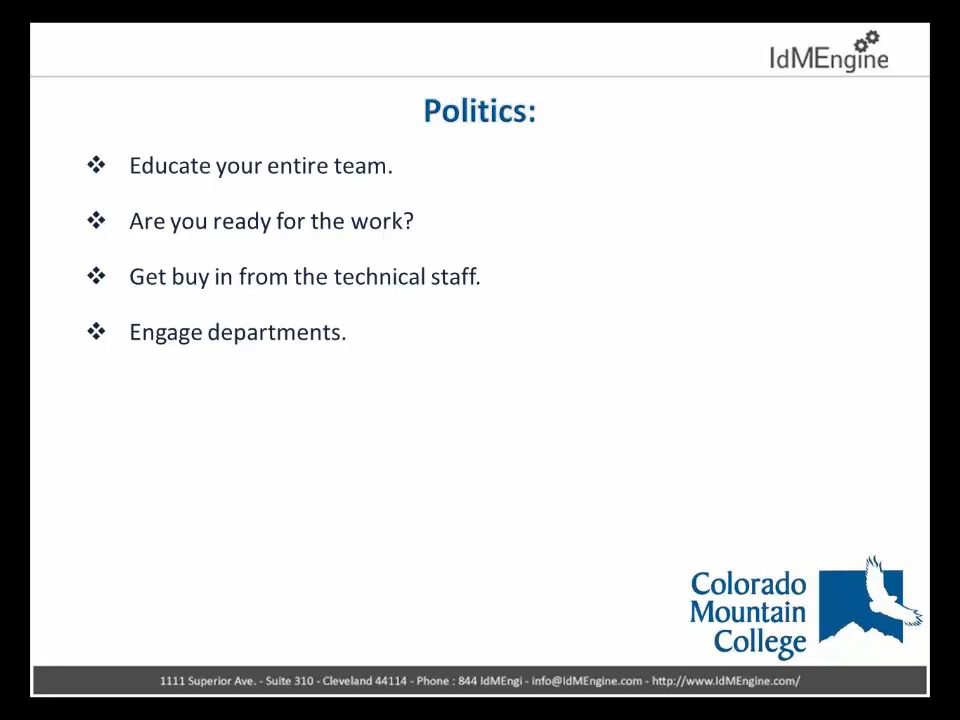 IdMEngine
Politics:
❖ Educate your entire team.
❖ Are you ready for the work?
❖ Get buy in from the technical staff.
❖ Engage departments.
Colorado
Mountain
College
1111 Superior Ave. - Suite 310 - Cleveland 44114 - Phone : 844 IdMEngi - info@IdMEngine.com - http://www.IdMEngine.com/